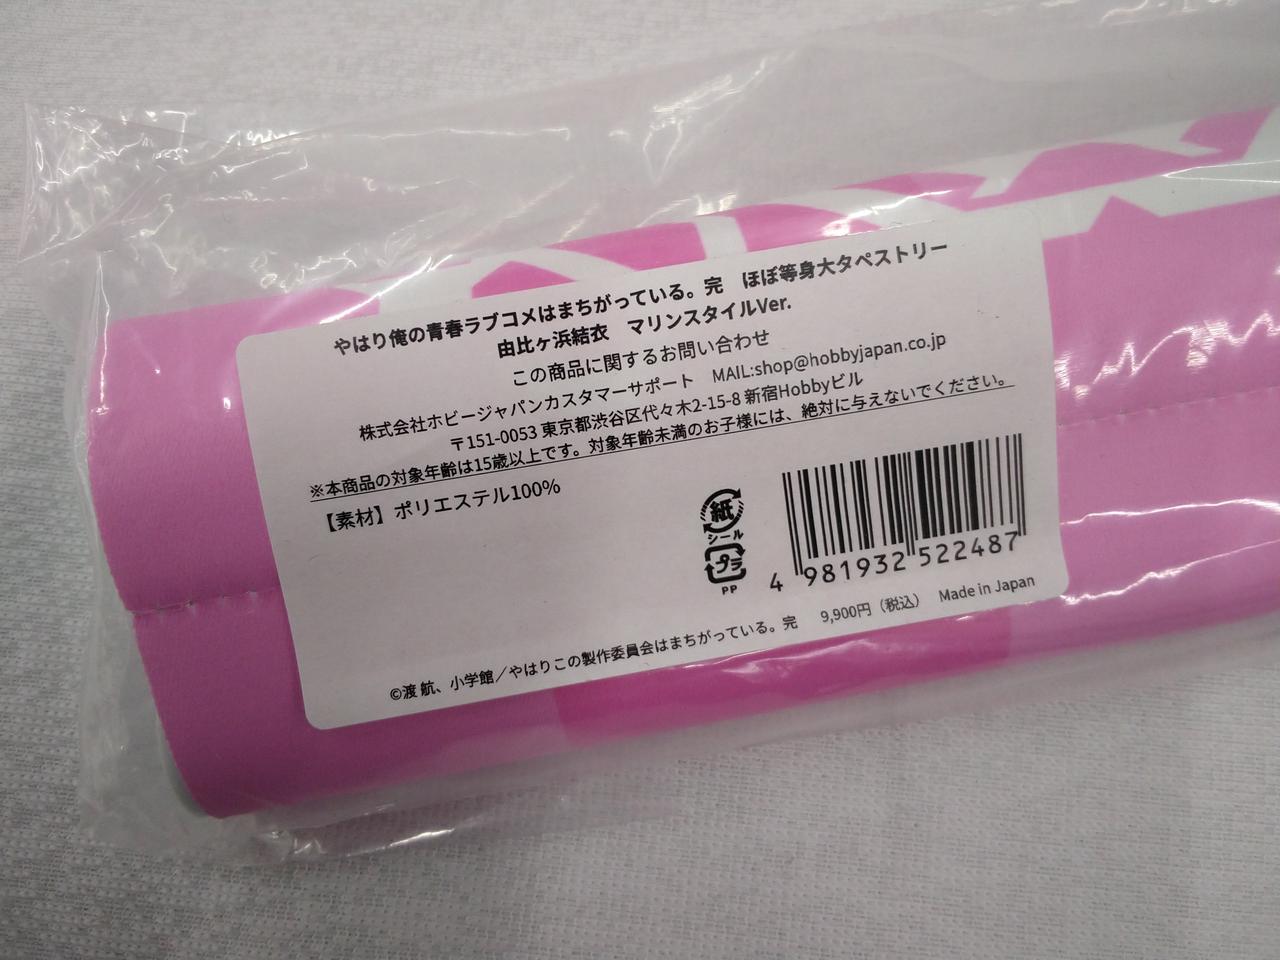 やはり俺の青春ラブコメはまちがっている。完　ほぼ等身大タペストリー
由比ヶ浜結衣　マリンスタイルVer.
この商品に関するお問い合わせ
株式会社ホビージャパンカスタマーサポート　MAIL:shop@hobbyjapan.co.jp
〒151-0053 東京都渋谷区代々木2-15-8 新宿Hobbyビル
※本商品の対象年齢は15歳以上です。対象年齢未満のお子様には、絶対に与えないでください。
【素材】ポリエステル100%
紙
シール
プラ
PP
4 981932 522487
©渡 航、小学館／やはりこの製作委員会はまちがっている。完　9,900円（税込）　Made in Japan